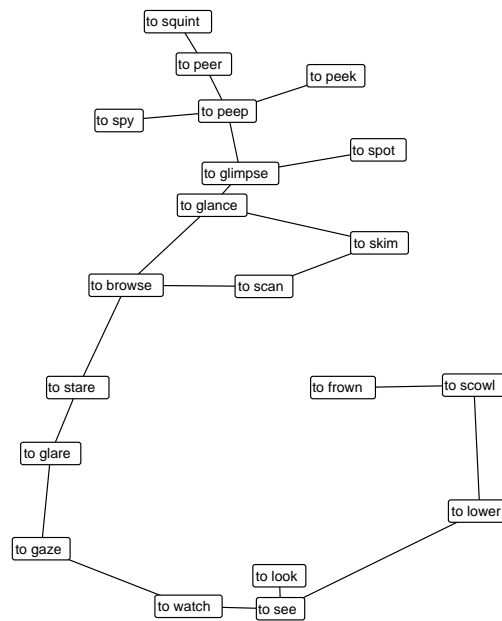 to squint
to peer
to peek
to peep
to spy
to spot
to glimpse
to glance
to skim
to browse
to scan
to stare
to frown
to scowl
to glare
to lower
to gaze
to look
to watch
to see